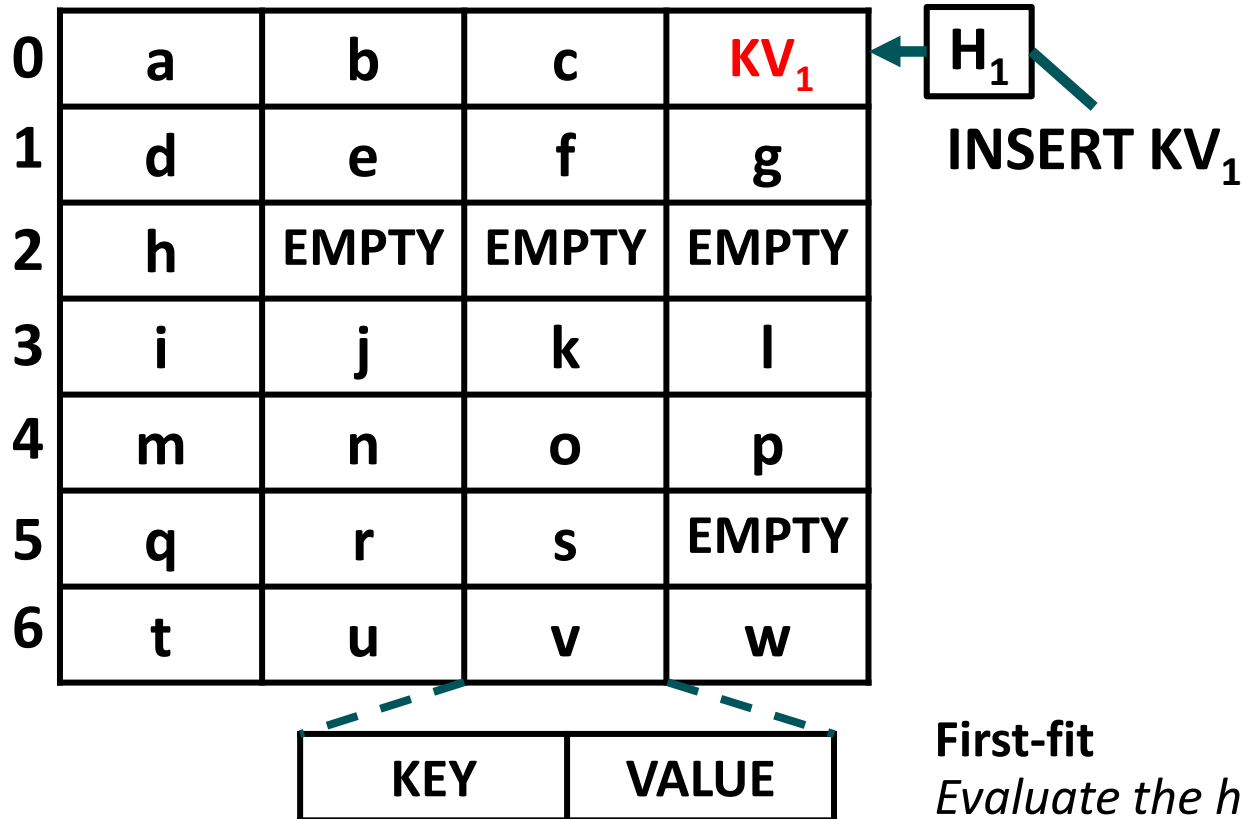 0 a b c KV₁ H₁
1 d e f g INSERT KV₁
2 h EMPTY EMPTY EMPTY
3 i j k l
4 m n o p
5 q r s EMPTY
6 t u v w
KEY VALUE
First-fit
Evaluate the h